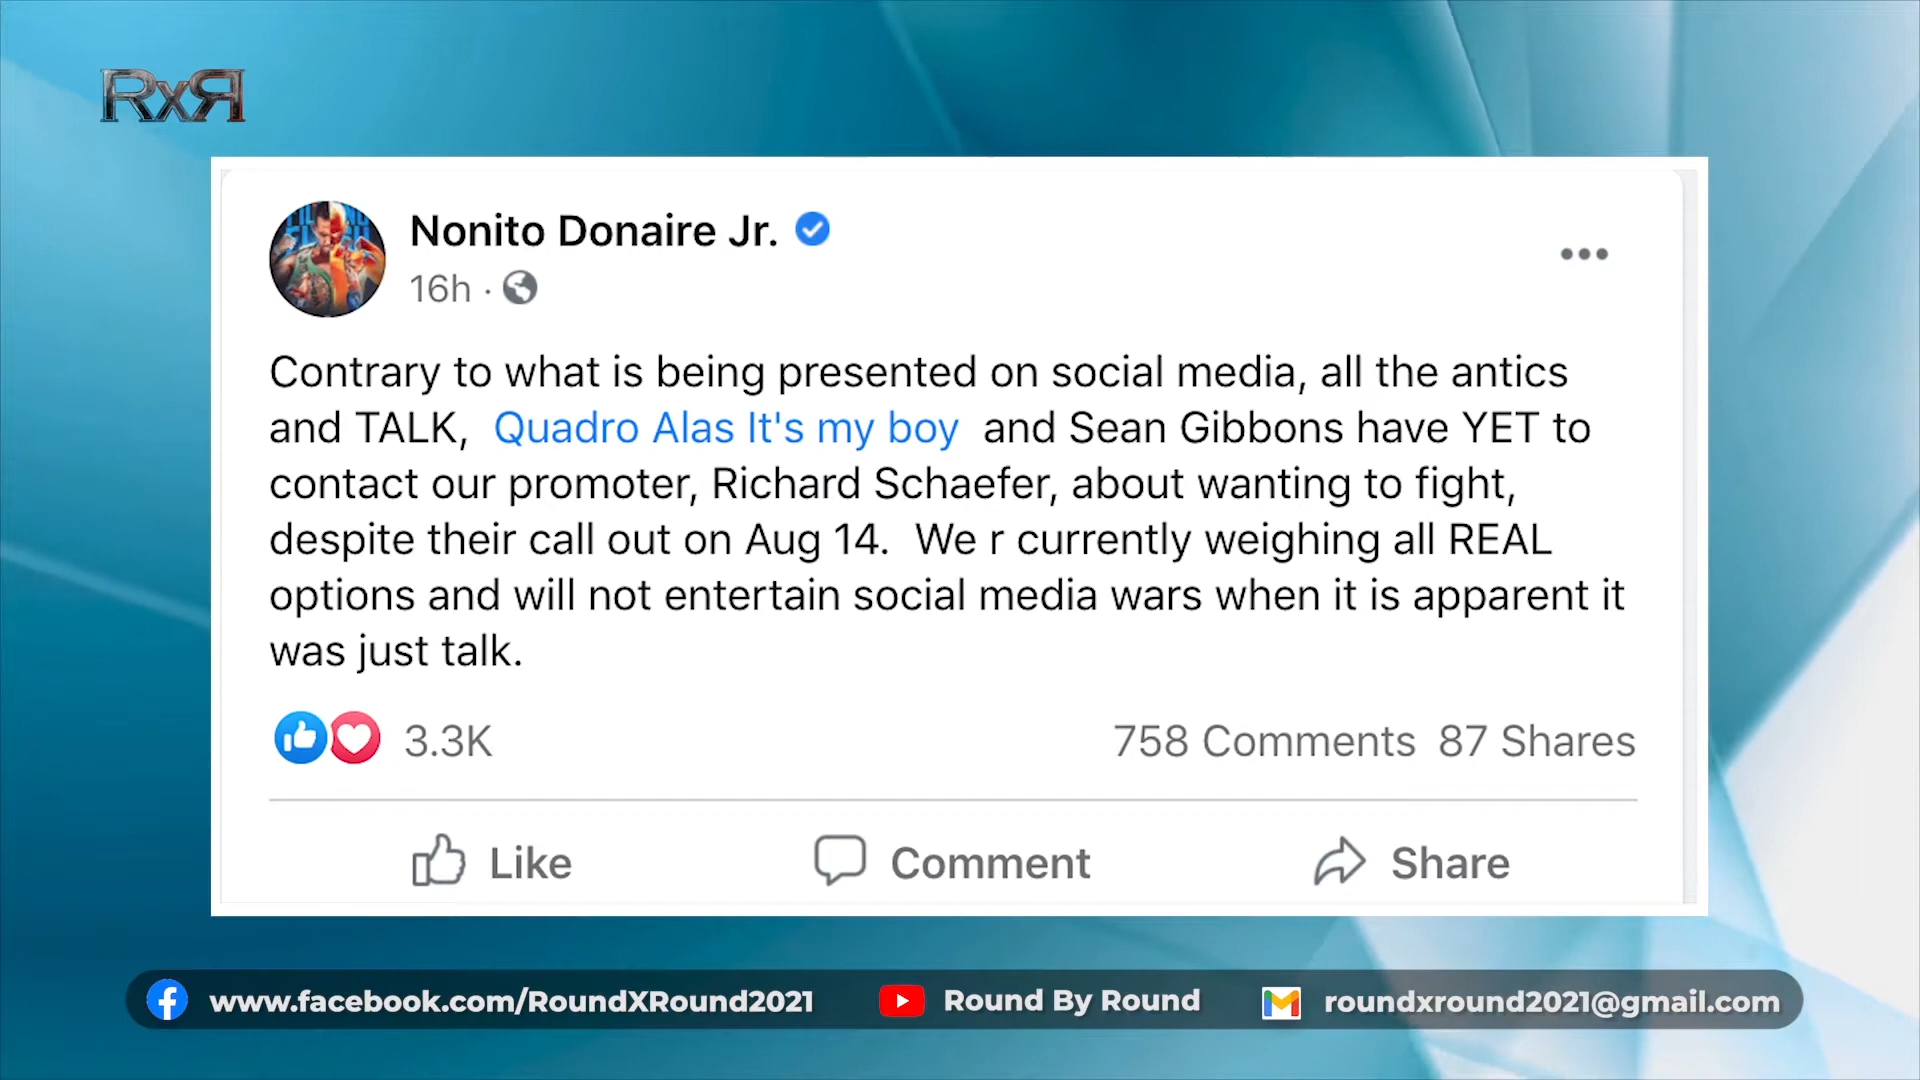 RxR
Nonito Donaire Jr.
16h ·
Contrary to what is being presented on social media, all the antics
and TALK, Quadro Alas It's my boy and Sean Gibbons have YET to
contact our promoter, Richard Schaefer, about wanting to fight,
despite their call out on Aug 14. We r currently weighing all REAL
options and will not entertain social media wars when it is apparent it
was just talk.
3.3K 758 Comments 87 Shares
Like Comment Share
www.facebook.com/RoundXRound2021 Round By Round roundxround2021@gmail.com